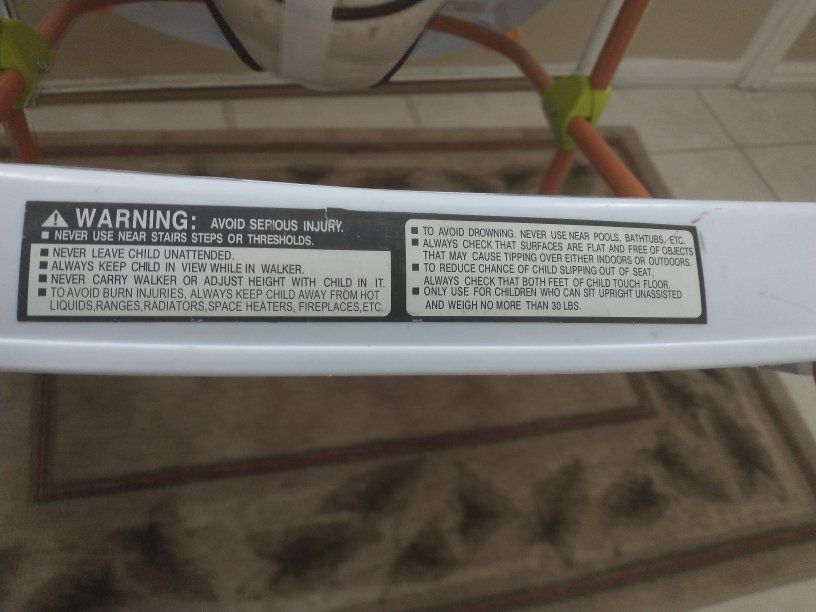 WARNING: AVOID SERIOUS INJURY.
■ NEVER USE NEAR STAIRS STEPS OR THRESHOLDS.
■ NEVER LEAVE CHILD UNATTENDED.
■ ALWAYS KEEP CHILD IN VIEW WHILE IN WALKER.
■ NEVER CARRY WALKER OR ADJUST HEIGHT WITH CHILD IN IT.
■ TO AVOID BURN INJURIES, ALWAYS KEEP CHILD AWAY FROM HOT
LIQUIDS,RANGES,RADIATORS,SPACE HEATERS, FIREPLACES,ETC.
■ TO AVOID DROWNING. NEVER USE NEAR POOLS, BATHTUBS, ETC.
■ ALWAYS CHECK THAT SURFACES ARE FLAT AND FREE OF OBJECTS
THAT MAY CAUSE TIPPING OVER EITHER INDOORS OR OUTDOORS.
■ TO REDUCE CHANCE OF CHILD SLIPPING OUT OF SEAT,
ALWAYS CHECK THAT BOTH FEET OF CHILD TOUCH FLOOR.
■ ONLY USE FOR CHILDREN WHO CAN SIT UPRIGHT UNASSISTED
AND WEIGH NO MORE THAN 30 LBS.